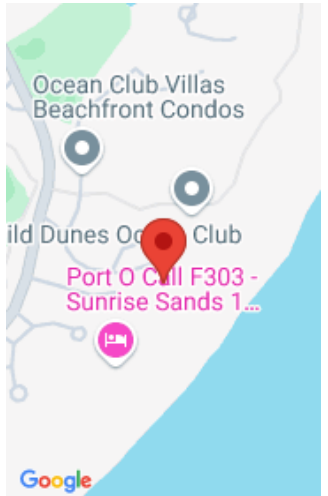 Ocean Club Villas
Beachfront Condos
ild Dunes Oc Club
Port O Call F303 -
Sunrise Sands 1...
Google